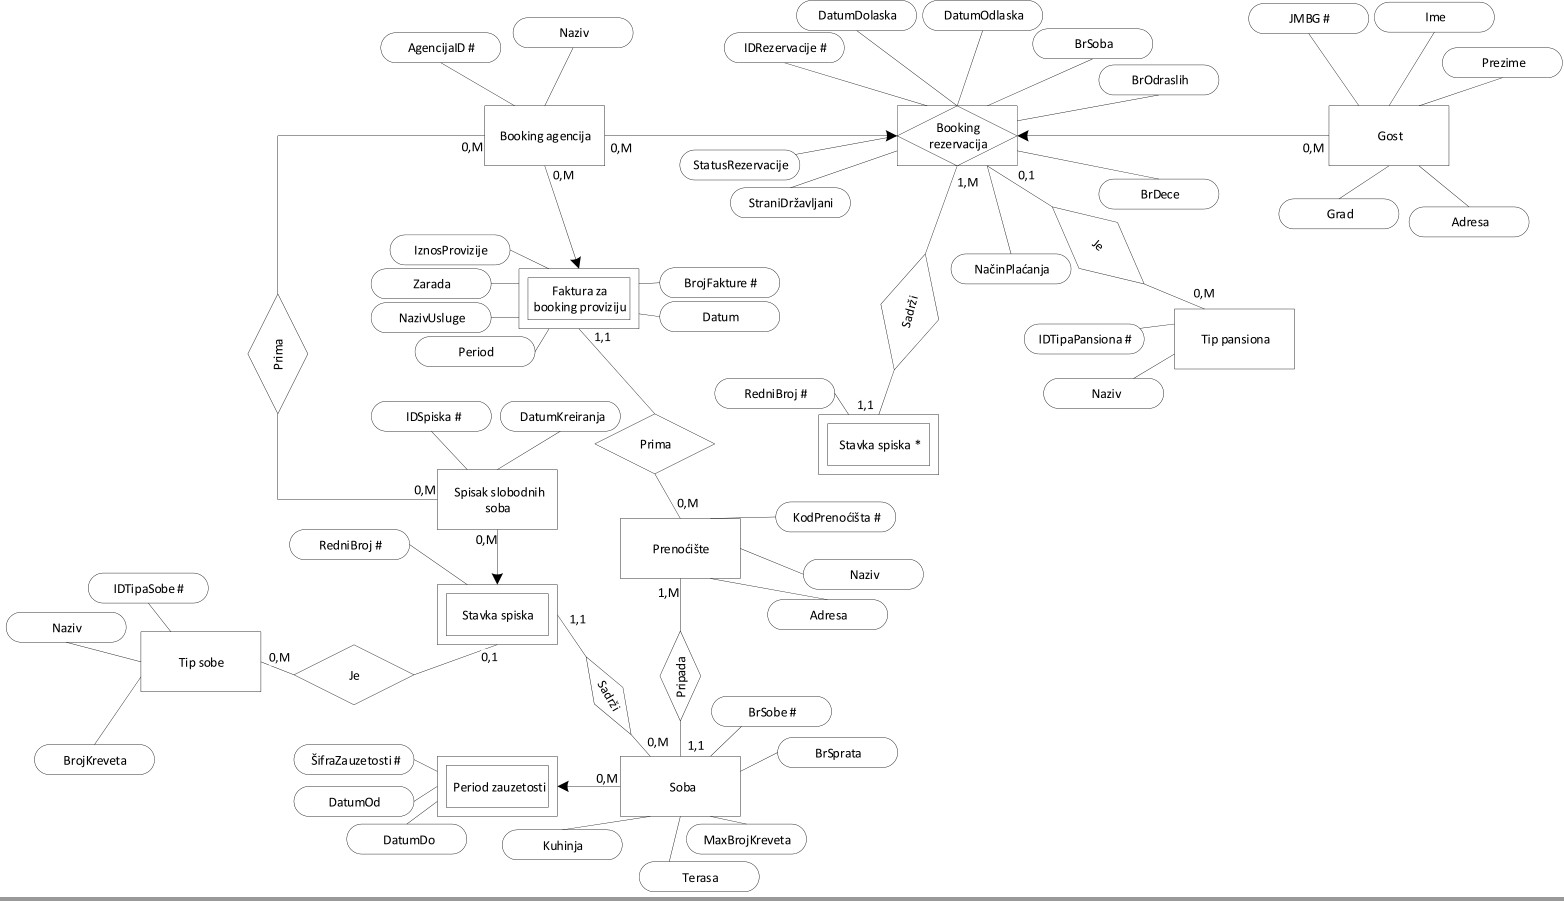 DatumDolaska
DatumOdlaska
JMBG #
Ime
AgencijaID #
Naziv
IDRezervacije #
BrSoba
Prezime
BrOdraslih
Booking agencija
Booking
rezervacija
Gost
0,M
0,M
0,M
StatusRezervacije
0,M
1,M
0,1
BrDece
StraniDržavljani
Grad
Adresa
Je
IznosProvizije
NačinPlaćanja
Zarada
Faktura za
booking proviziju
BrojFakture #
0,M
NazivUsluge
Datum
Sadrži
Period
1,1
IDTipaPansiona #
Tip pansiona
Prima
RedniBroj #
Naziv
1,1
IDSpiska #
DatumKreiranja
Prima
Stavka spiska *
0,M
Spisak slobodnih
soba
0,M
KodPrenoćišta #
RedniBroj #
0,M
Prenoćište
Naziv
IDTipaSobe #
1,M
Adresa
Naziv
Stavka spiska
1,1
Tip sobe
0,M
0,1
Je
Sadrži
Pripada
BrSobe #
0,M
1,1
BrSprata
BrojKreveta
ŠifraZauzetosti #
Period zauzetosti
0,M
Soba
DatumOd
DatumDo
Kuhinja
MaxBrojKreveta
Terasa